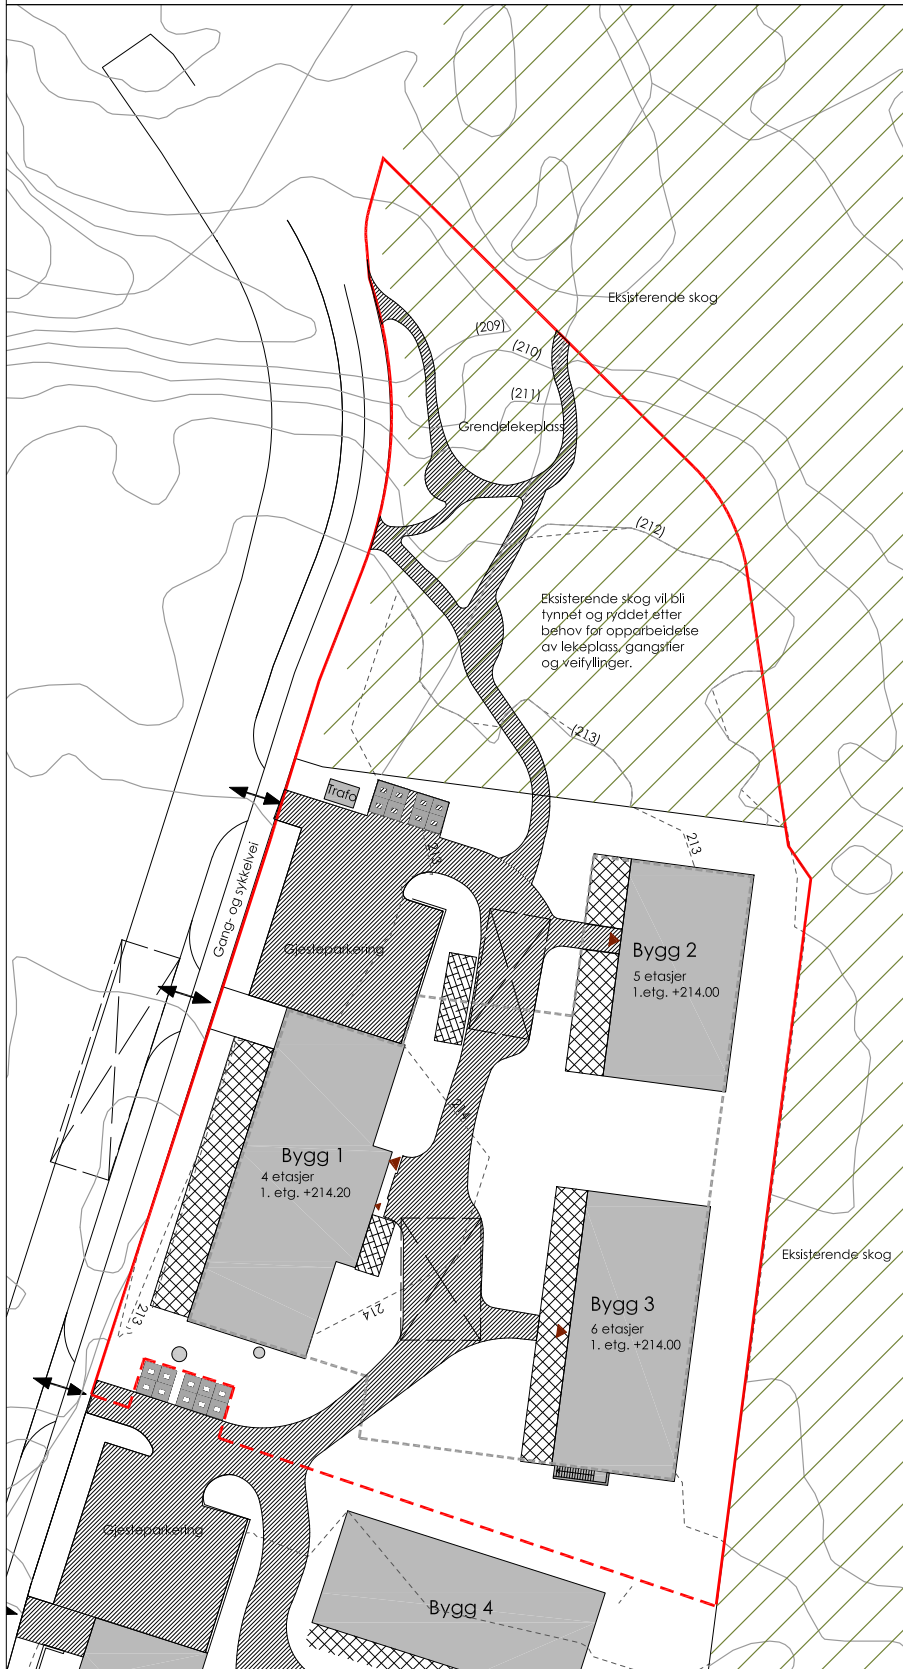 Eksisterende skog
(209)
(210)
(211)
Grendelekeplass
(212)
Eksisterende skog vil bli
tynnet og ryddet etter
behov for opparbeidelse
av lekeplass, gangstier
og veifyllinger.
(213)
Trafo
213
213
Gang- og sykkelvei
Gjesteparkering
Bygg 2
5 etasjer
1.etg. +214.00
214
Bygg 1
4 etasjer
1. etg. +214.20
Eksisterende skog
213
214
Bygg 3
6 etasjer
1. etg. +214.00
Gjesteparkering
Bygg 4